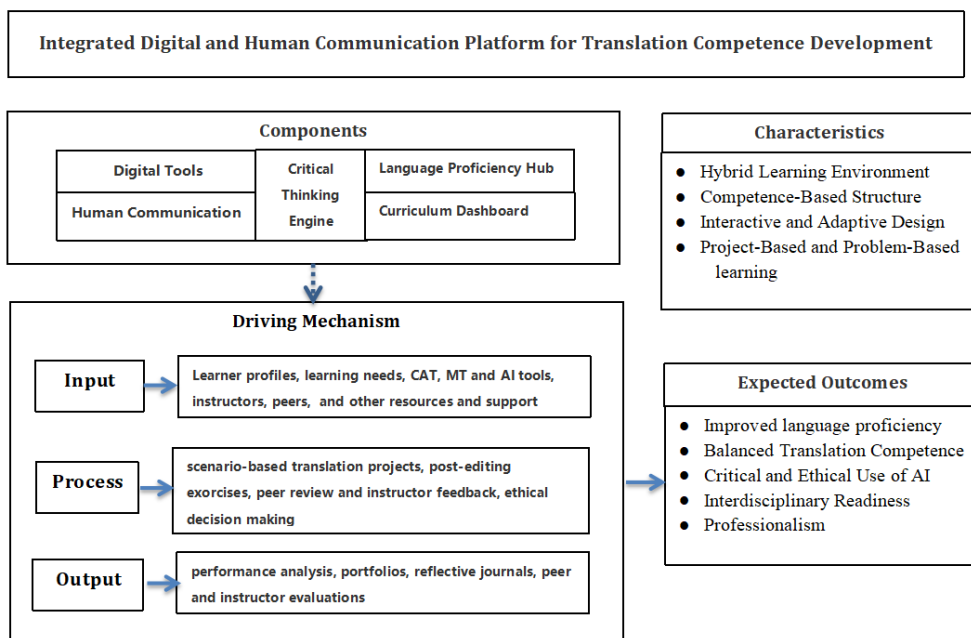 Integrated Digital and Human Communication Platform for Translation Competence Development
Components
Digital Tools
Human Communication
Critical
Thinking
Engine
Language Proficiency Hub
Curriculum Dashboard
Characteristics
● Hybrid Learning Environment
● Competence-Based Structure
● Interactive and Adaptive Design
● Project-Based and Problem-Based
learning
Driving Mechanism
Input
Learner profiles, learning needs, CAT, MT and AI tools,
instructors, peers, and other resources and support
Process
scenario-based translation projects, post-editing
exorcises, peer review and instructor feedback, ethical
decision making
Output
performance analysis, portfolios, reflective journals, peer
and instructor evaluations
Expected Outcomes
● Improved language proficiency
● Balanced Translation Competence
● Critical and Ethical Use of AI
● Interdisciplinary Readiness
● Professionalism